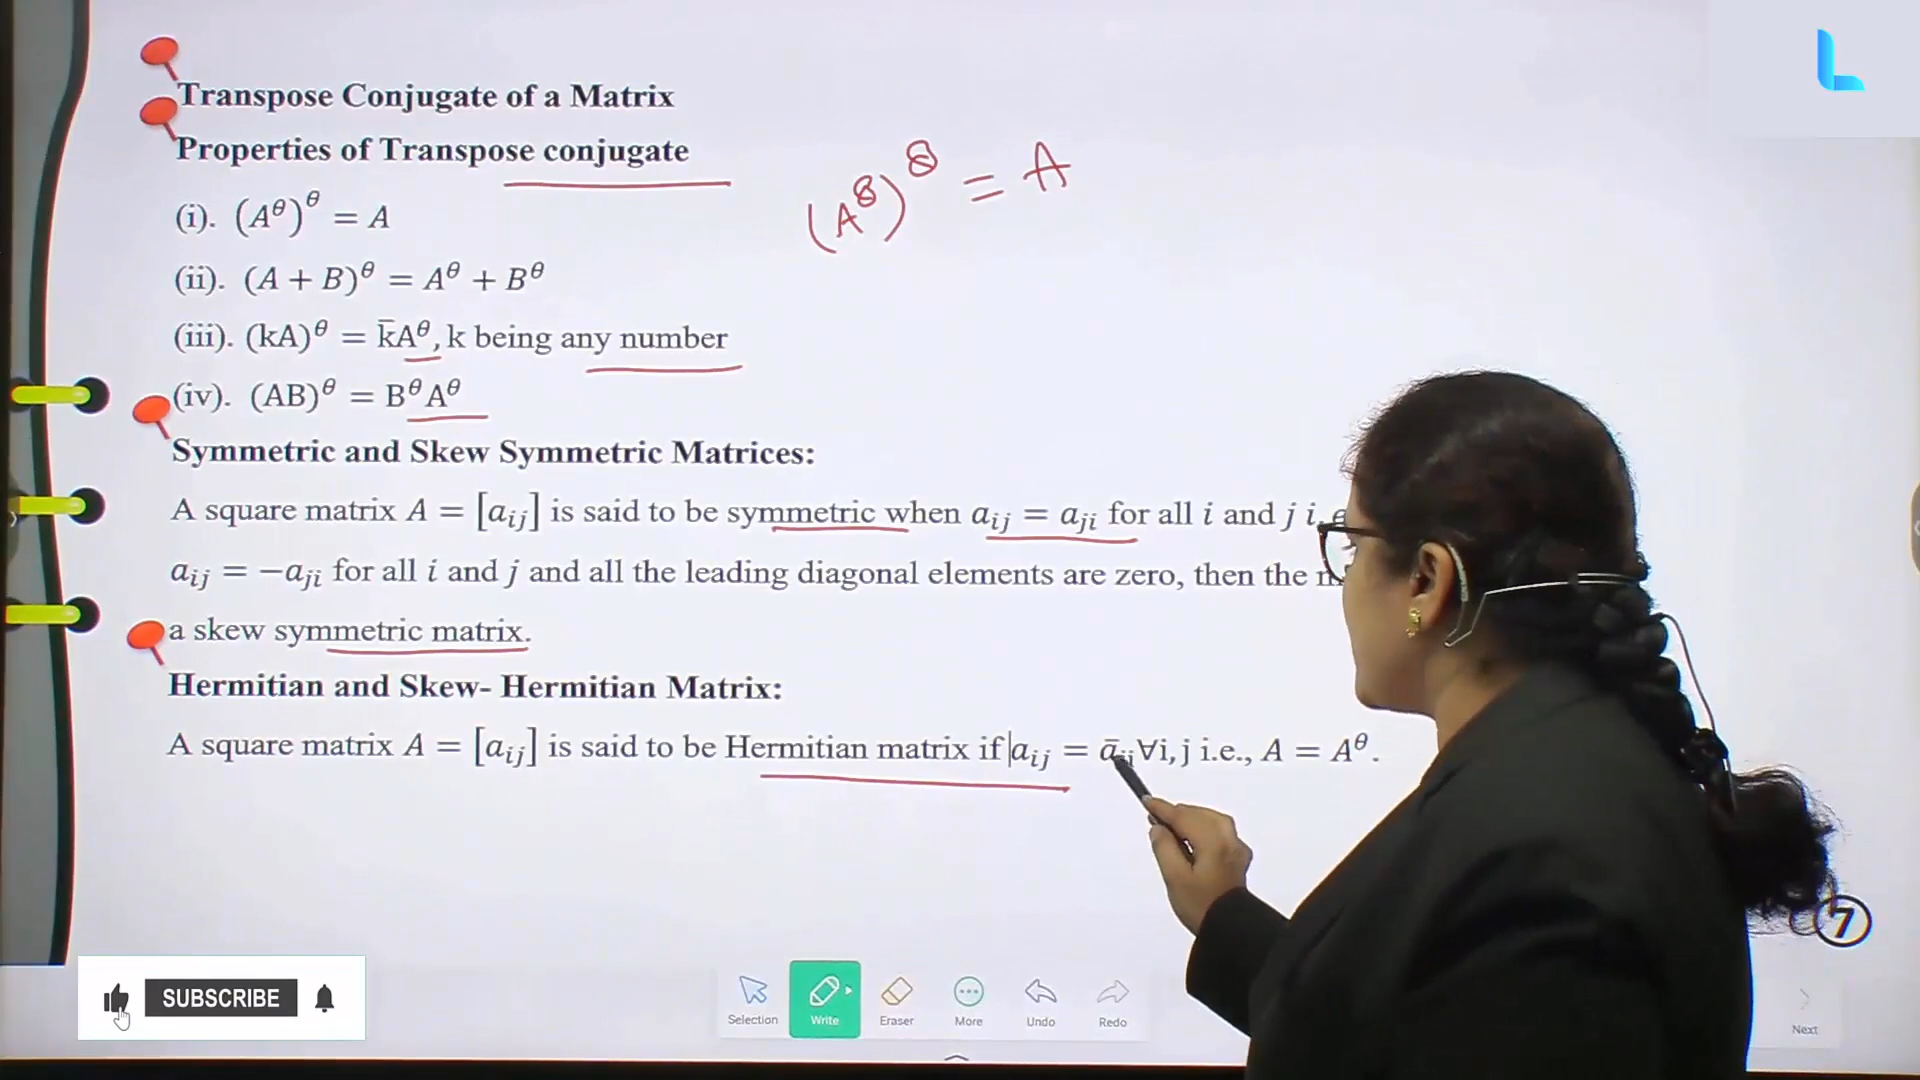 Transpose Conjugate of a Matrix
Properties of Transpose conjugate
(i). (A^θ)^θ = A
(A^θ)^θ = A
(ii). (A + B)^θ = A^θ + B^θ
(iii). (kA)^θ = k̄A^θ, k being any number
(iv). (AB)^θ = B^θA^θ
Symmetric and Skew Symmetric Matrices:
A square matrix A = [a_ij] is said to be symmetric when a_ij = a_ji for all i and j i.e
a_ij = −a_ji for all i and j and all the leading diagonal elements are zero, then the
a skew symmetric matrix.
Hermitian and Skew- Hermitian Matrix:
A square matrix A = [a_ij] is said to be Hermitian matrix if a_ij = ∀i, j i.e., A = A^θ.
7
SUBSCRIBE
Selection Write Eraser More Undo Redo Next